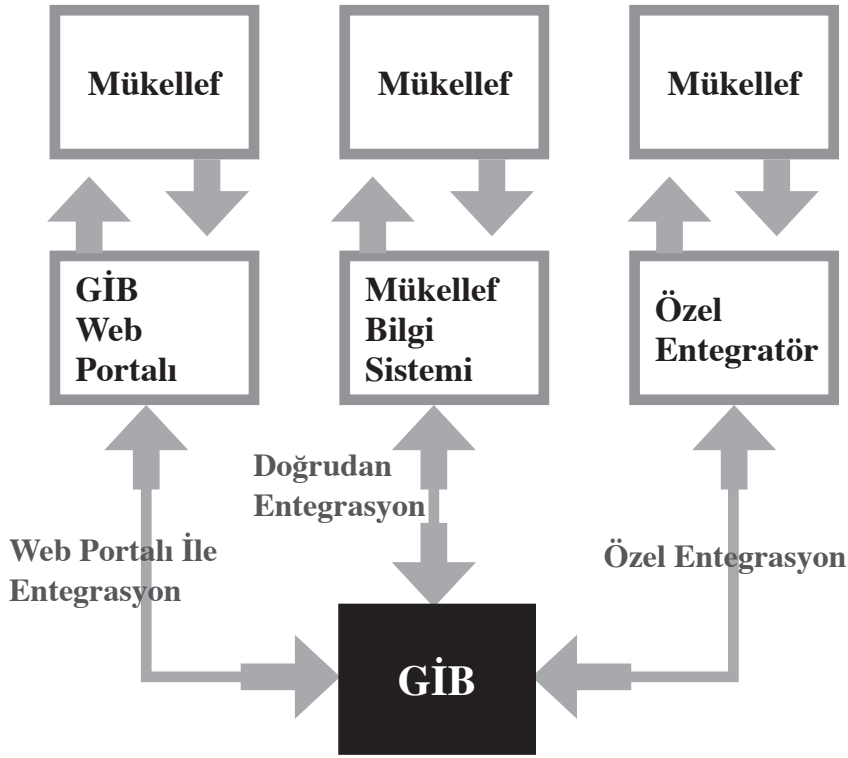 Mükellef
Mükellef
Mükellef
GİB
Web
Portalı
Mükellef
Bilgi
Sistemi
Özel
Entegratör
Doğrudan
Entegrasyon
Web Portalı İle
Entegrasyon
Özel Entegrasyon
GİB